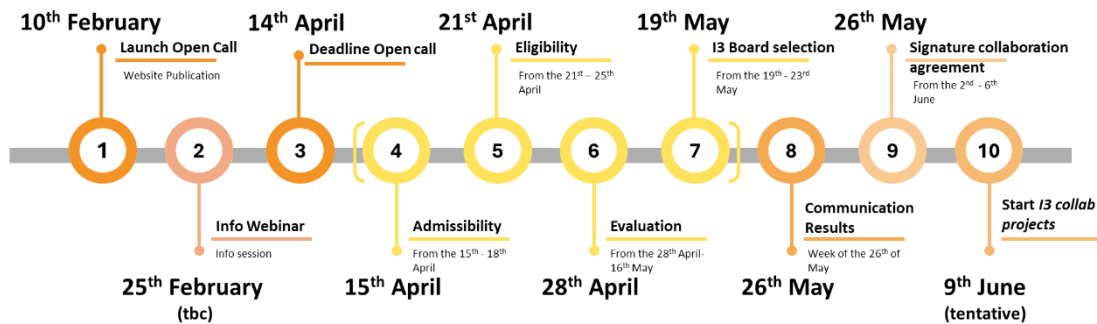 10th February
14th April
21st April
19th May
26th May
Launch Open Call
Website Publication
Deadline Open call
Eligibility
From the 21st – 25th
April
I3 Board selection
From the 19th - 23rd
May
Signature collaboration
agreement
From the 2nd - 6th
June
1
2
3
4
5
6
7
8
9
10
Info Webinar
Info session
Admissibility
From the 15th - 18th
April
Evaluation
From the 28th April-
16th May
Communication
Results
Week of the 26th of
May
Start I3 collab
projects
25th February
(tbc)
15th April
28th April
26th May
9th June
(tentative)